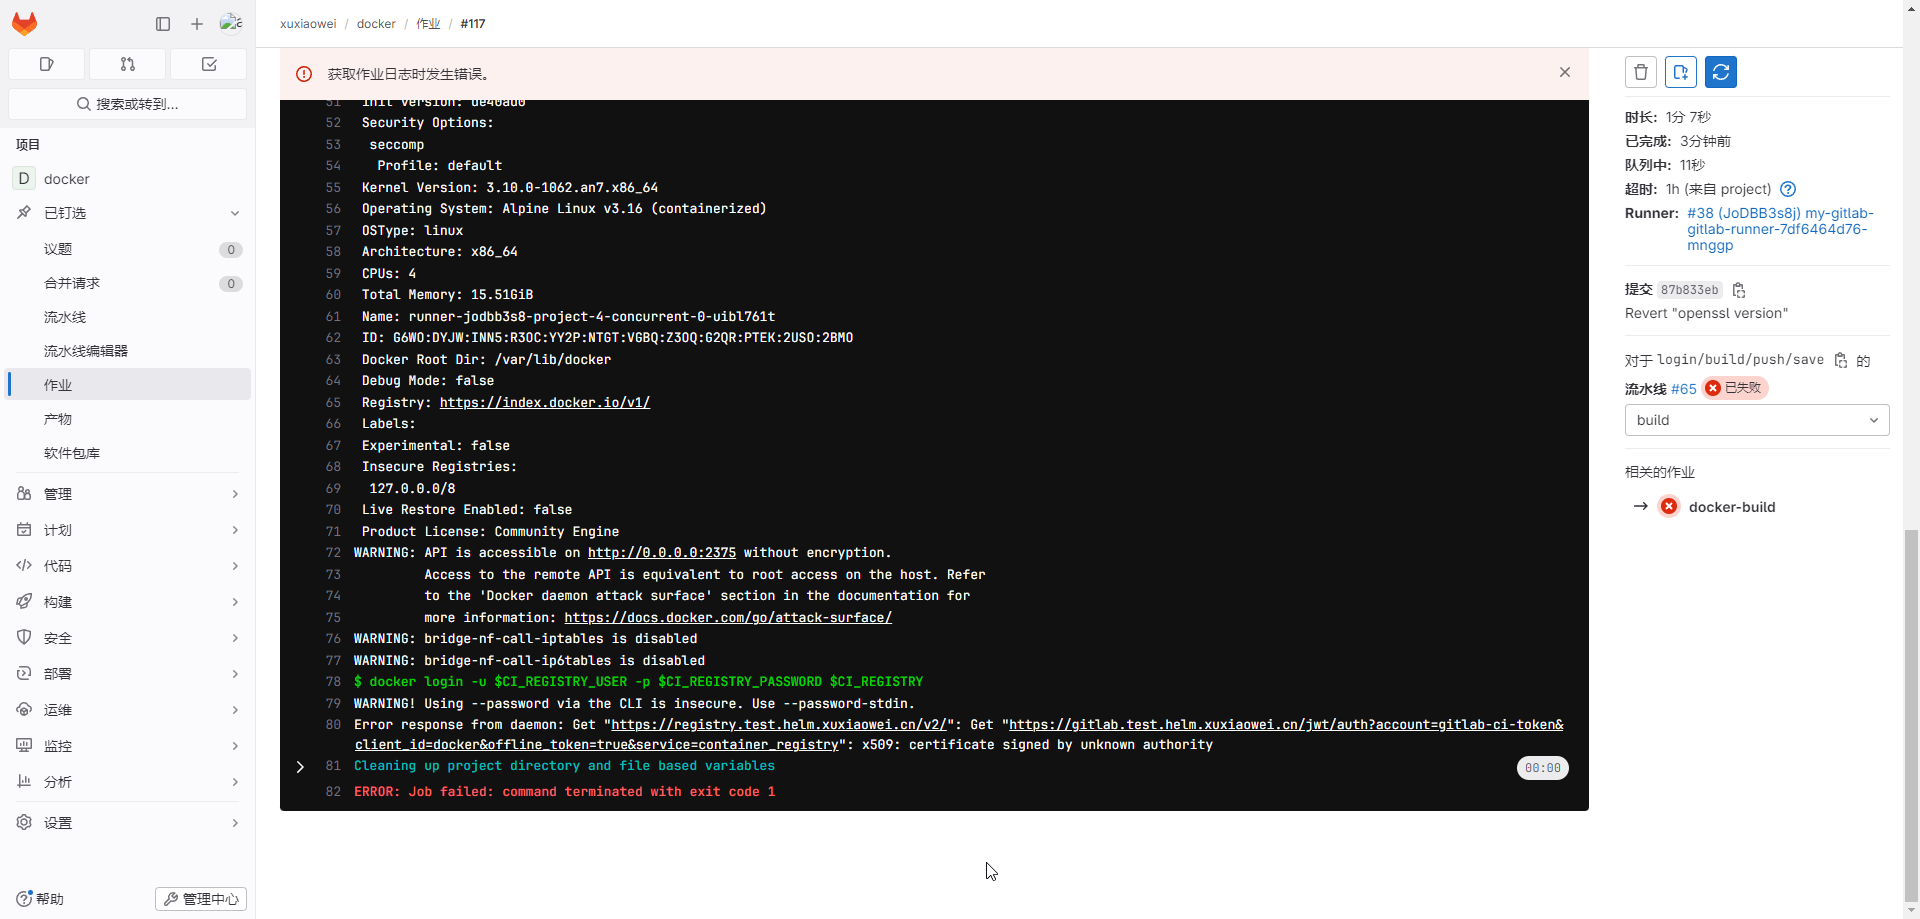 xuxiaowei / docker / 作业 / #117
搜索或转到...
项目
D docker
已钉选
议题 0
合并请求 0
流水线
流水线编辑器
作业
产物
软件包库
管理
计划
代码
构建
安全
部署
运维
监控
分析
设置
帮助
管理中心
获取作业日志时发生错误。
51 init version: de40ad0
52 Security Options:
53 seccomp
54 Profile: default
55 Kernel Version: 3.10.0-1062.an7.x86_64
56 Operating System: Alpine Linux v3.16 (containerized)
57 OSType: linux
58 Architecture: x86_64
59 CPUs: 4
60 Total Memory: 15.51GiB
61 Name: runner-jodbb3s8-project-4-concurrent-0-uibl761t
62 ID: G6WO:DYJW:INN5:R3OC:YY2P:NTGT:VGBQ:Z3OQ:G2QR:PTEK:2USO:2BMO
63 Docker Root Dir: /var/lib/docker
64 Debug Mode: false
65 Registry: https://index.docker.io/v1/
66 Labels:
67 Experimental: false
68 Insecure Registries:
69 127.0.0.0/8
70 Live Restore Enabled: false
71 Product License: Community Engine
72 WARNING: API is accessible on http://0.0.0.0:2375 without encryption.
73 Access to the remote API is equivalent to root access on the host. Refer
74 to the 'Docker daemon attack surface' section in the documentation for
75 more information: https://docs.docker.com/go/attack-surface/
76 WARNING: bridge-nf-call-iptables is disabled
77 WARNING: bridge-nf-call-ip6tables is disabled
78 $ docker login -u $CI_REGISTRY_USER -p $CI_REGISTRY_PASSWORD $CI_REGISTRY
79 WARNING! Using --password via the CLI is insecure. Use --password-stdin.
80 Error response from daemon: Get "https://registry.test.helm.xuxiaowei.cn/v2/": Get "https://gitlab.test.helm.xuxiaowei.cn/jwt/auth?account=gitlab-ci-token&
client_id=docker&offline_token=true&service=container_registry": x509: certificate signed by unknown authority
81 Cleaning up project directory and file based variables 00:00
82 ERROR: Job failed: command terminated with exit code 1
时长: 1分 7秒
已完成: 3分钟前
队列中: 11秒
超时: 1h (来自 project)
Runner: #38 (JoDBB3s8j) my-gitlab-
gitlab-runner-7df6464d76-
mnggp
提交 87b833eb
Revert "openssl version"
对于 login/build/push/save 的
流水线 #65 已失败
build
相关的作业
→ docker-build